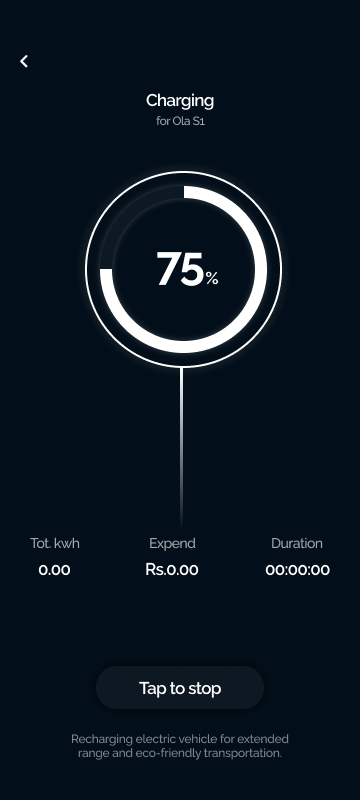 Charging
for Ola S1
75%
Tot. kwh Expend Duration
0.00 Rs.0.00 00:00:00
Tap to stop
Recharging electric vehicle for extended
range and eco-friendly transportation.